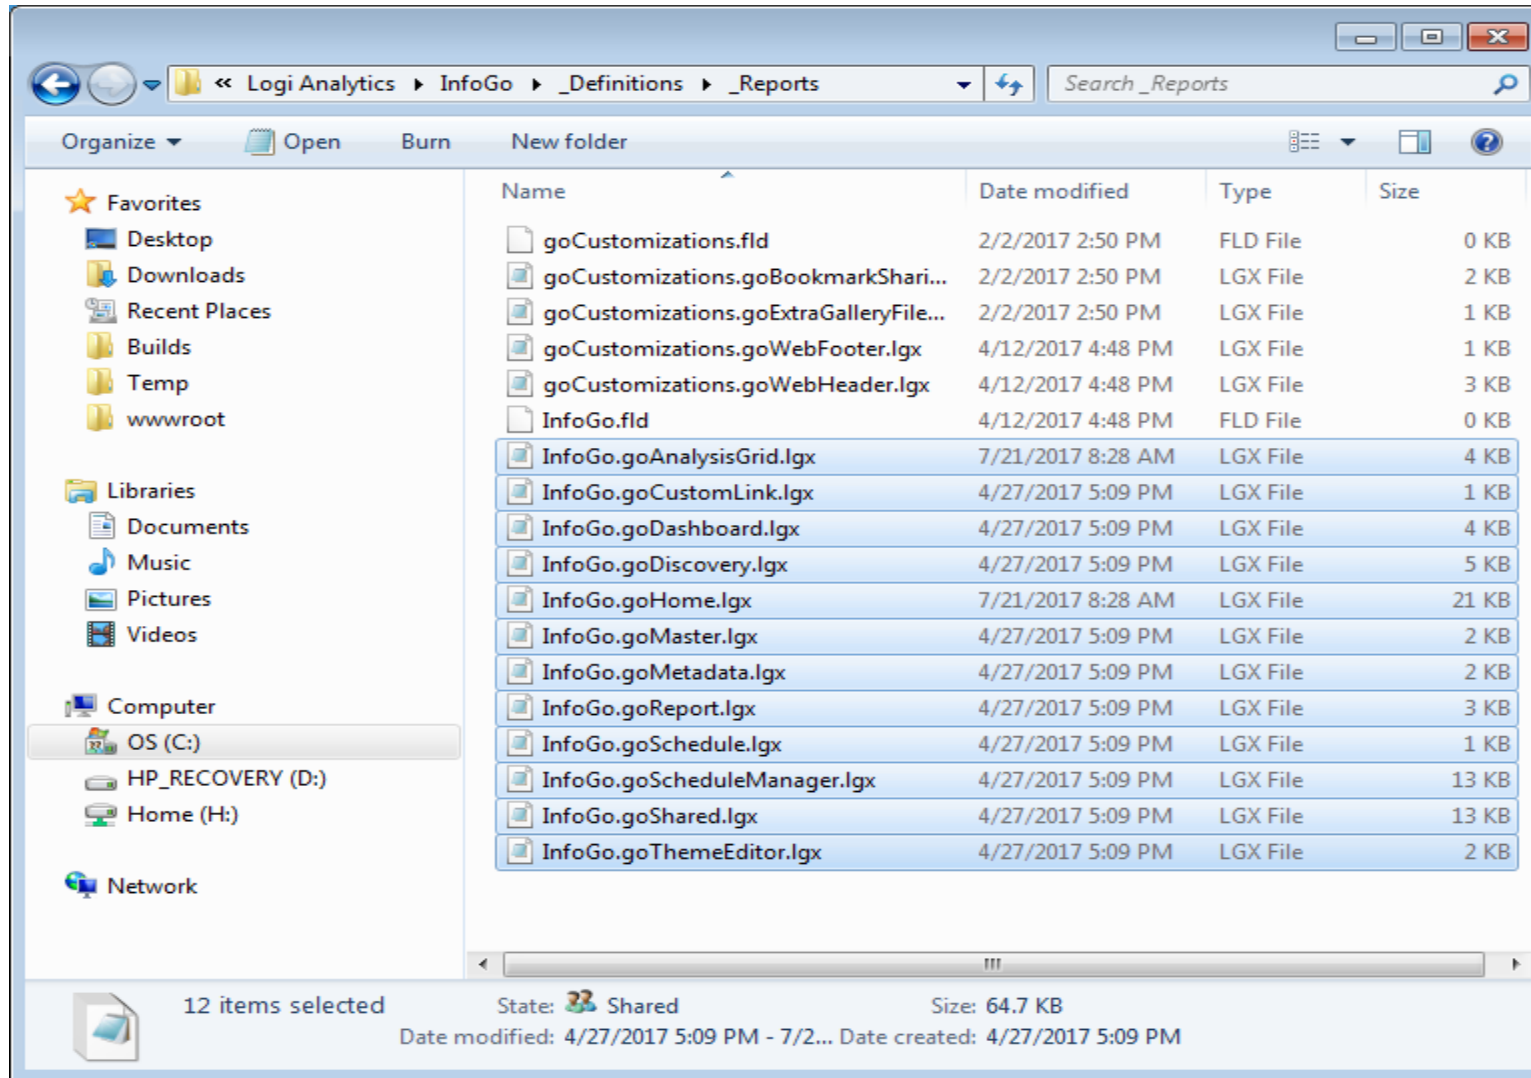 « Logi Analytics ▸ InfoGo ▸ _Definitions ▸ _Reports
Search _Reports
Organize Open Burn New folder
Name Date modified Type Size
Favorites
Desktop
Downloads
Recent Places
Builds
Temp
wwwroot
Libraries
Documents
Music
Pictures
Videos
Computer
OS (C:)
HP_RECOVERY (D:)
Home (H:)
Network
goCustomizations.fld 2/2/2017 2:50 PM FLD File 0 KB
goCustomizations.goBookmarkShari... 2/2/2017 2:50 PM LGX File 2 KB
goCustomizations.goExtraGalleryFile... 2/2/2017 2:50 PM LGX File 1 KB
goCustomizations.goWebFooter.lgx 4/12/2017 4:48 PM LGX File 1 KB
goCustomizations.goWebHeader.lgx 4/12/2017 4:48 PM LGX File 3 KB
InfoGo.fld 4/12/2017 4:48 PM FLD File 0 KB
InfoGo.goAnalysisGrid.lgx 7/21/2017 8:28 AM LGX File 4 KB
InfoGo.goCustomLink.lgx 4/27/2017 5:09 PM LGX File 1 KB
InfoGo.goDashboard.lgx 4/27/2017 5:09 PM LGX File 4 KB
InfoGo.goDiscovery.lgx 4/27/2017 5:09 PM LGX File 5 KB
InfoGo.goHome.lgx 7/21/2017 8:28 AM LGX File 21 KB
InfoGo.goMaster.lgx 4/27/2017 5:09 PM LGX File 2 KB
InfoGo.goMetadata.lgx 4/27/2017 5:09 PM LGX File 2 KB
InfoGo.goReport.lgx 4/27/2017 5:09 PM LGX File 3 KB
InfoGo.goSchedule.lgx 4/27/2017 5:09 PM LGX File 1 KB
InfoGo.goScheduleManager.lgx 4/27/2017 5:09 PM LGX File 13 KB
InfoGo.goShared.lgx 4/27/2017 5:09 PM LGX File 13 KB
InfoGo.goThemeEditor.lgx 4/27/2017 5:09 PM LGX File 2 KB
12 items selected State: Shared Size: 64.7 KB
Date modified: 4/27/2017 5:09 PM - 7/2... Date created: 4/27/2017 5:09 PM